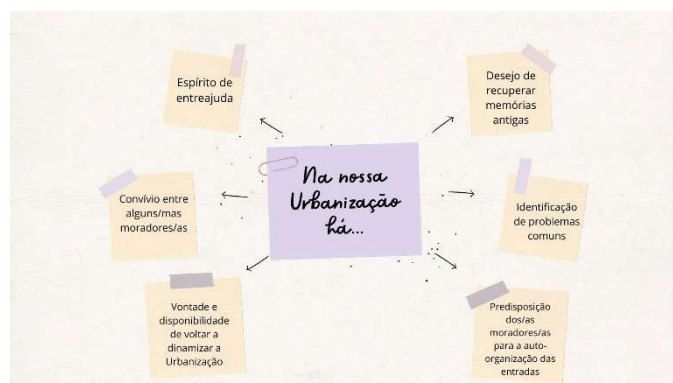 Na nossa
Urbanização
há...
Espírito de
entreajuda
Convívio entre
alguns/mas
moradores/as
Vontade e
disponibilidade
de voltar a
dinamizar a
Urbanização
Desejo de
recuperar
memórias
antigas
Identificação
de problemas
comuns
Predisposição
dos/as
moradores/as
para a auto-
organização das
entradas